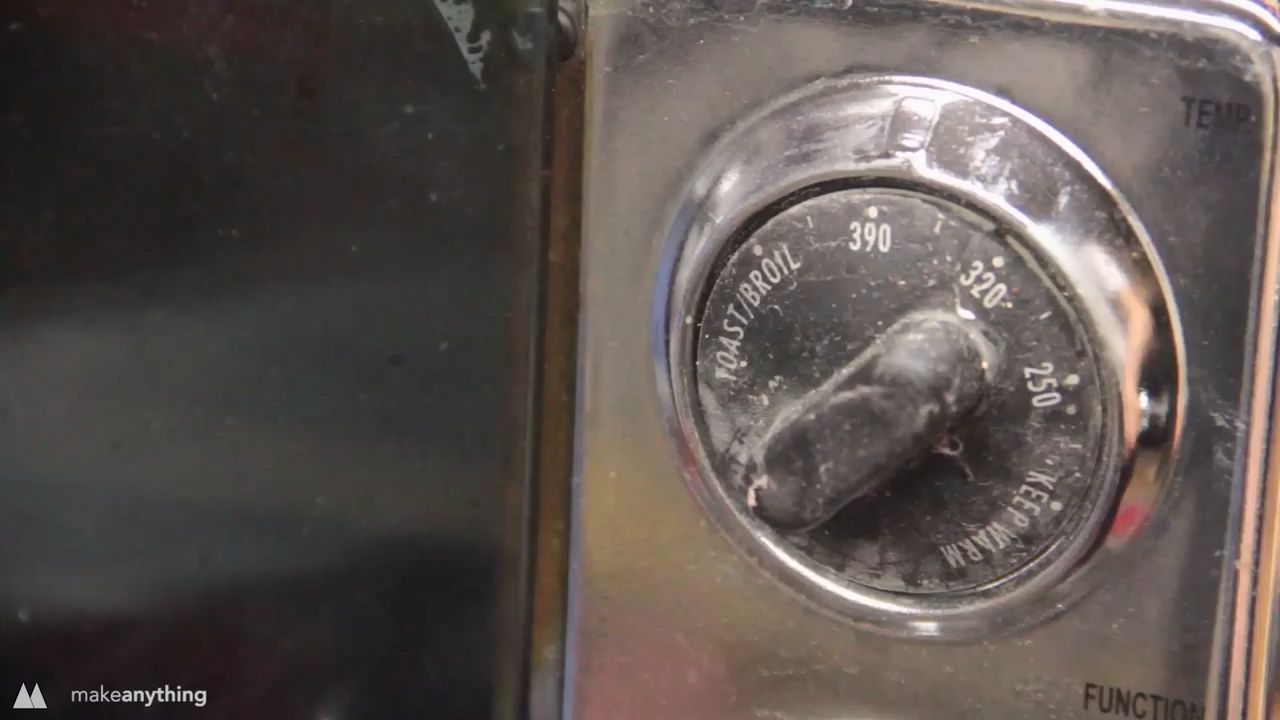 TEMP
390
TOAST/BROIL
320
250
KEEP WARM
FUNCTION
makeanything